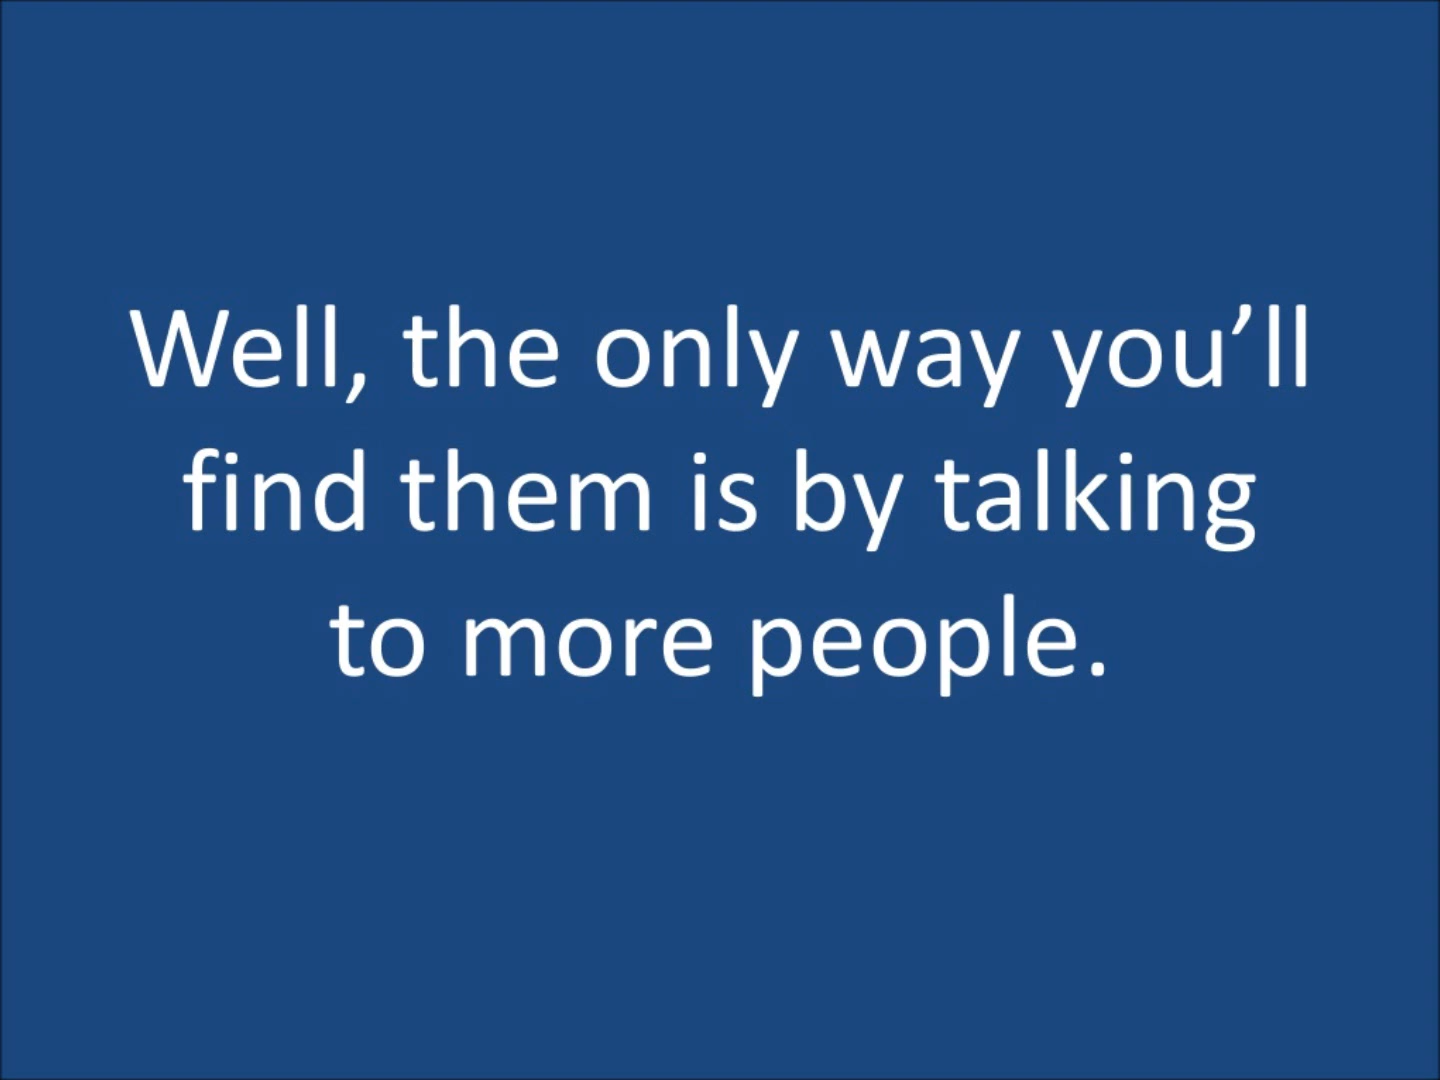 Well, the only way you’ll
find them is by talking
to more people.